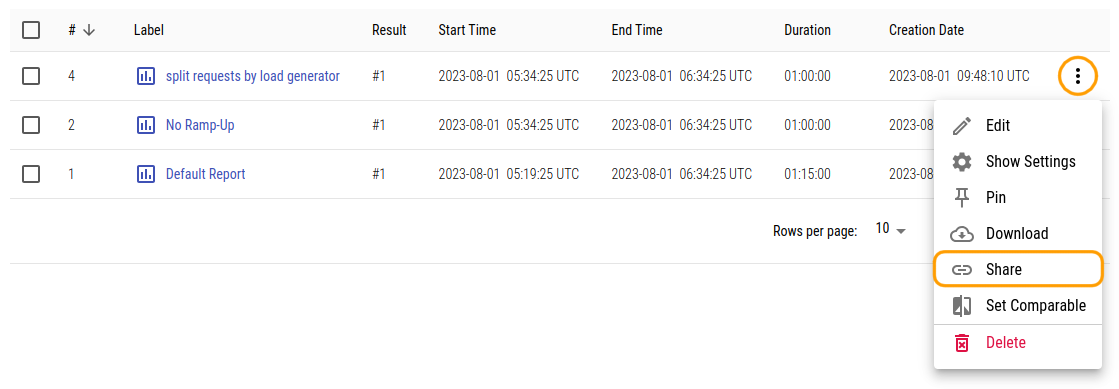 # Label Result Start Time End Time Duration Creation Date
4 split requests by load generator #1 2023-08-01 05:34:25 UTC 2023-08-01 06:34:25 UTC 01:00:00 2023-08-01 09:48:10 UTC
2 No Ramp-Up #1 2023-08-01 05:34:25 UTC 2023-08-01 06:34:25 UTC 01:00:00 2023-08
1 Default Report #1 2023-08-01 05:19:25 UTC 2023-08-01 06:34:25 UTC 01:15:00 2023-08
Rows per page: 10
Edit
Show Settings
Pin
Download
Share
Set Comparable
Delete